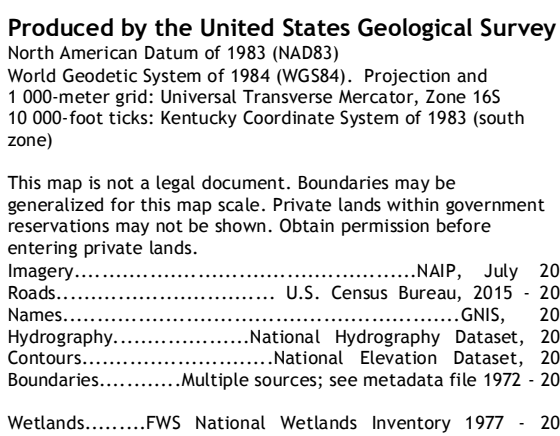 Produced by the United States Geological Survey
North American Datum of 1983 (NAD83)
World Geodetic System of 1984 (WGS84).  Projection and
1 000-meter grid: Universal Transverse Mercator, Zone 16S
10 000-foot ticks: Kentucky Coordinate System of 1983 (south
zone)
This map is not a legal document. Boundaries may be
generalized for this map scale. Private lands within government
reservations may not be shown. Obtain permission before
entering private lands.
Imagery..................................................NAIP, July 20
Roads................................ U.S. Census Bureau, 2015 - 20
Names..........................................................GNIS, 20
Hydrography....................National Hydrography Dataset, 20
Contours............................National Elevation Dataset, 20
Boundaries............Multiple sources; see metadata file 1972 - 20
Wetlands.........FWS National Wetlands Inventory 1977 - 20